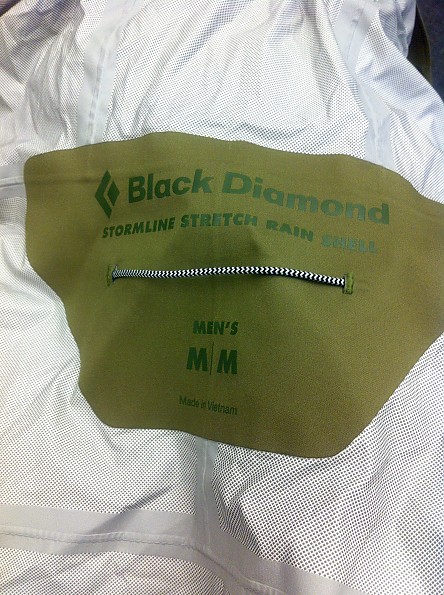 Black Diamond
STORMLINE STRETCH RAIN SHELL
MEN'S
M|M
Made in Vietnam